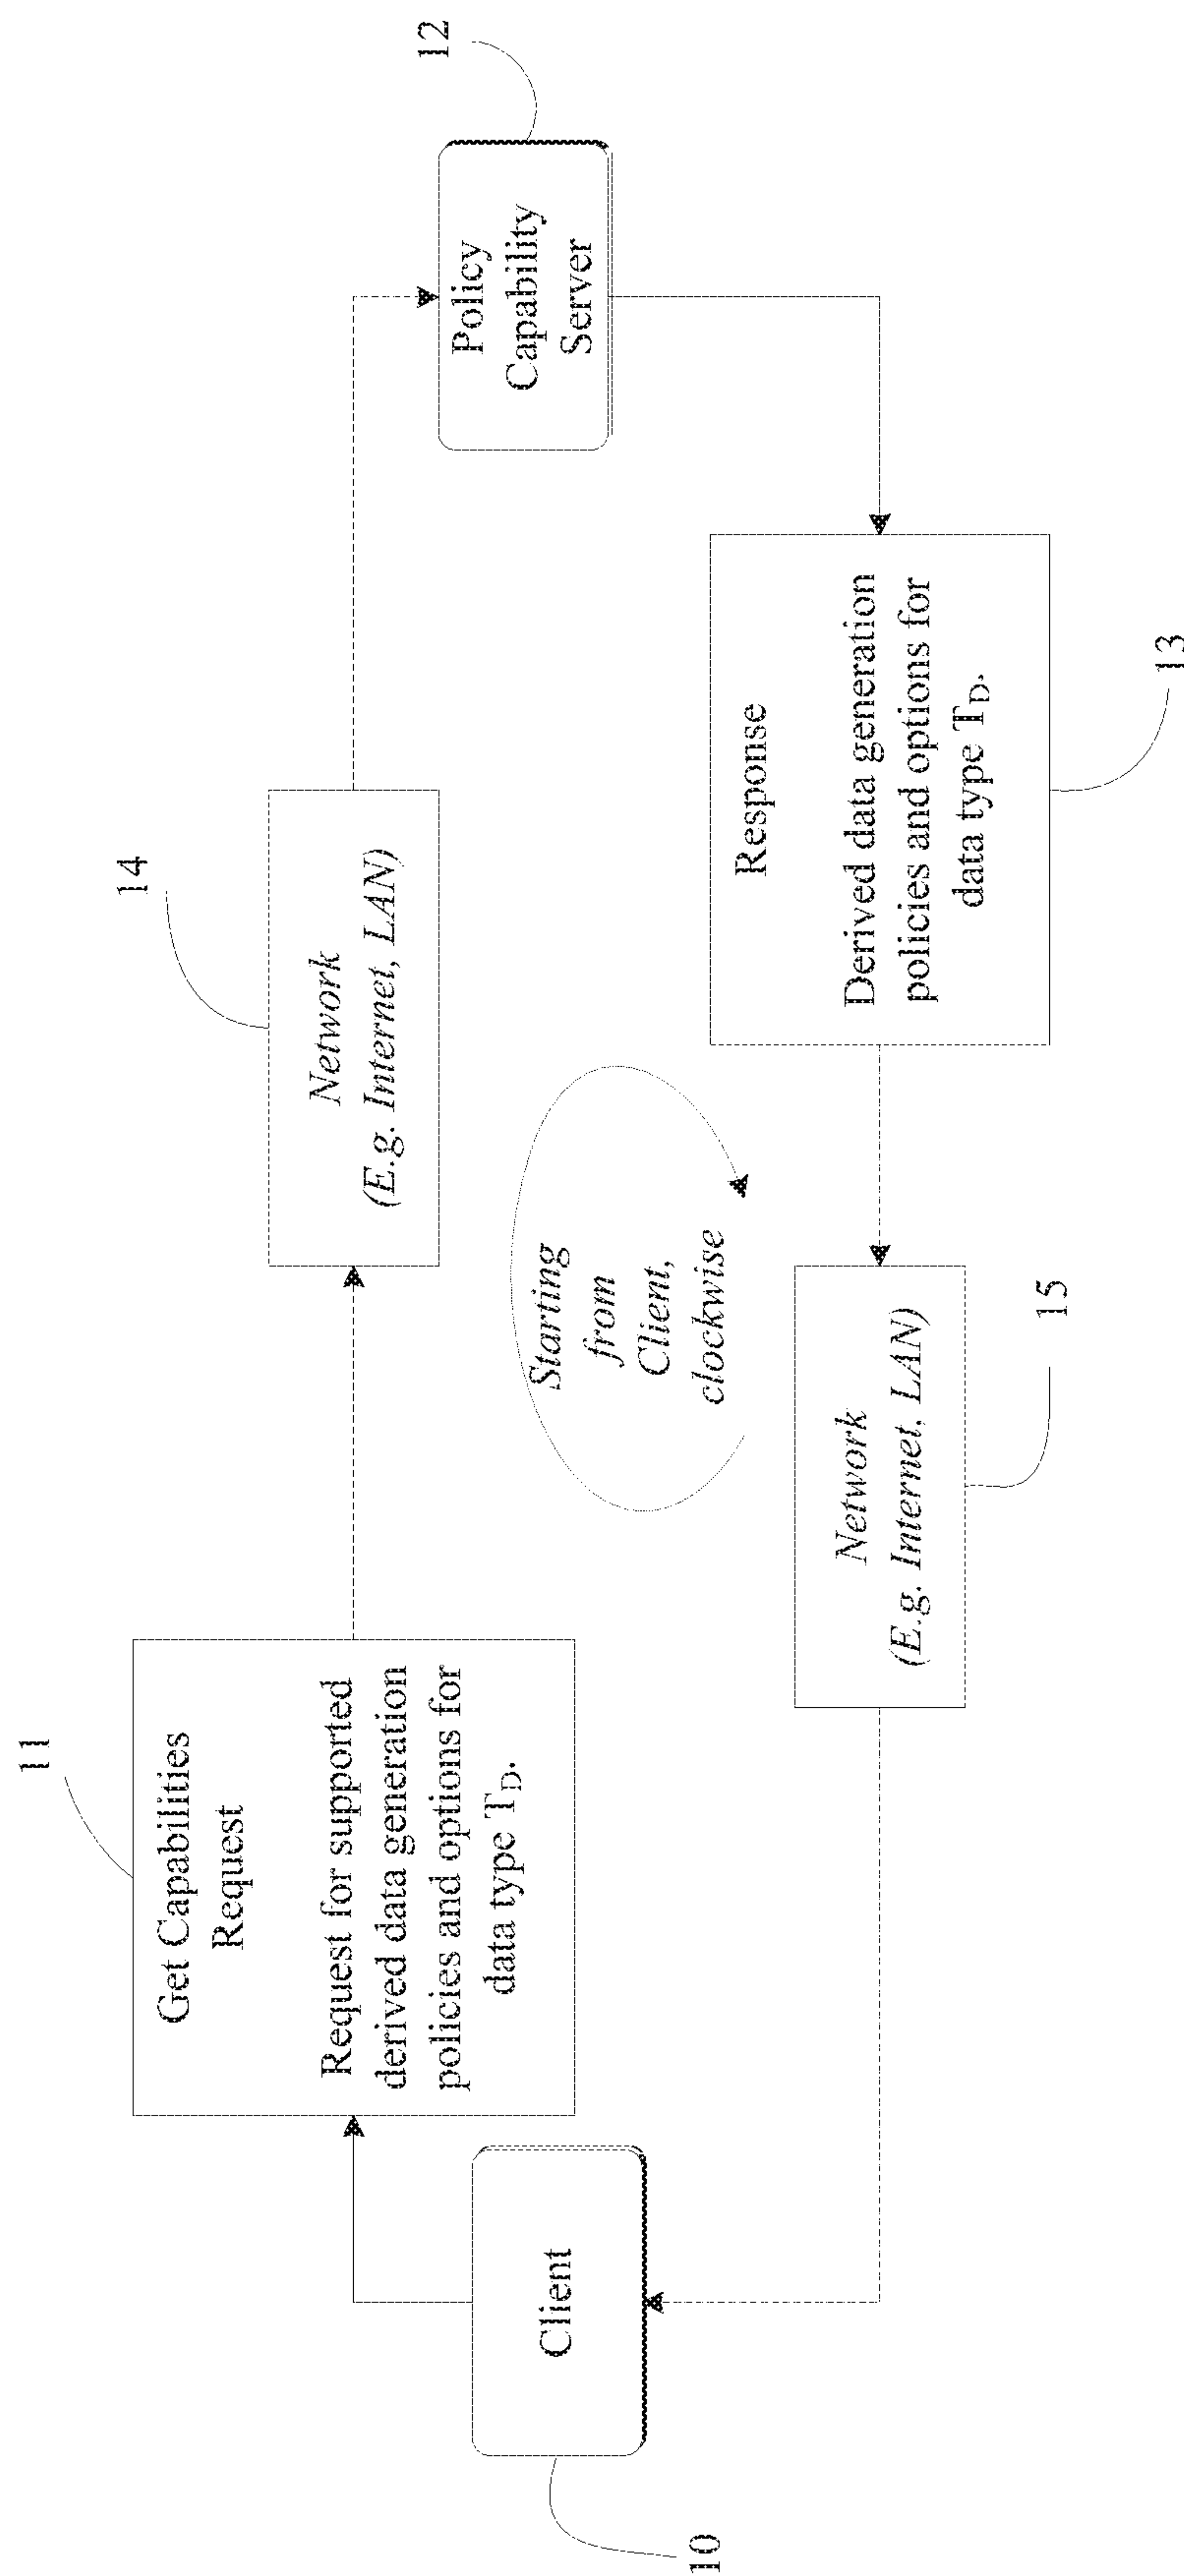 11
Get Capabilities
Request
Request for supported
derived data generation
policies and options for
data type T_D.
14
Network
(E.g. Internet, LAN)
12
Policy
Capability
Server
10
Client
Starting
from
Client,
clockwise
15
Network
(E.g. Internet, LAN)
13
Response
Derived data generation
policies and options for
data type T_D.